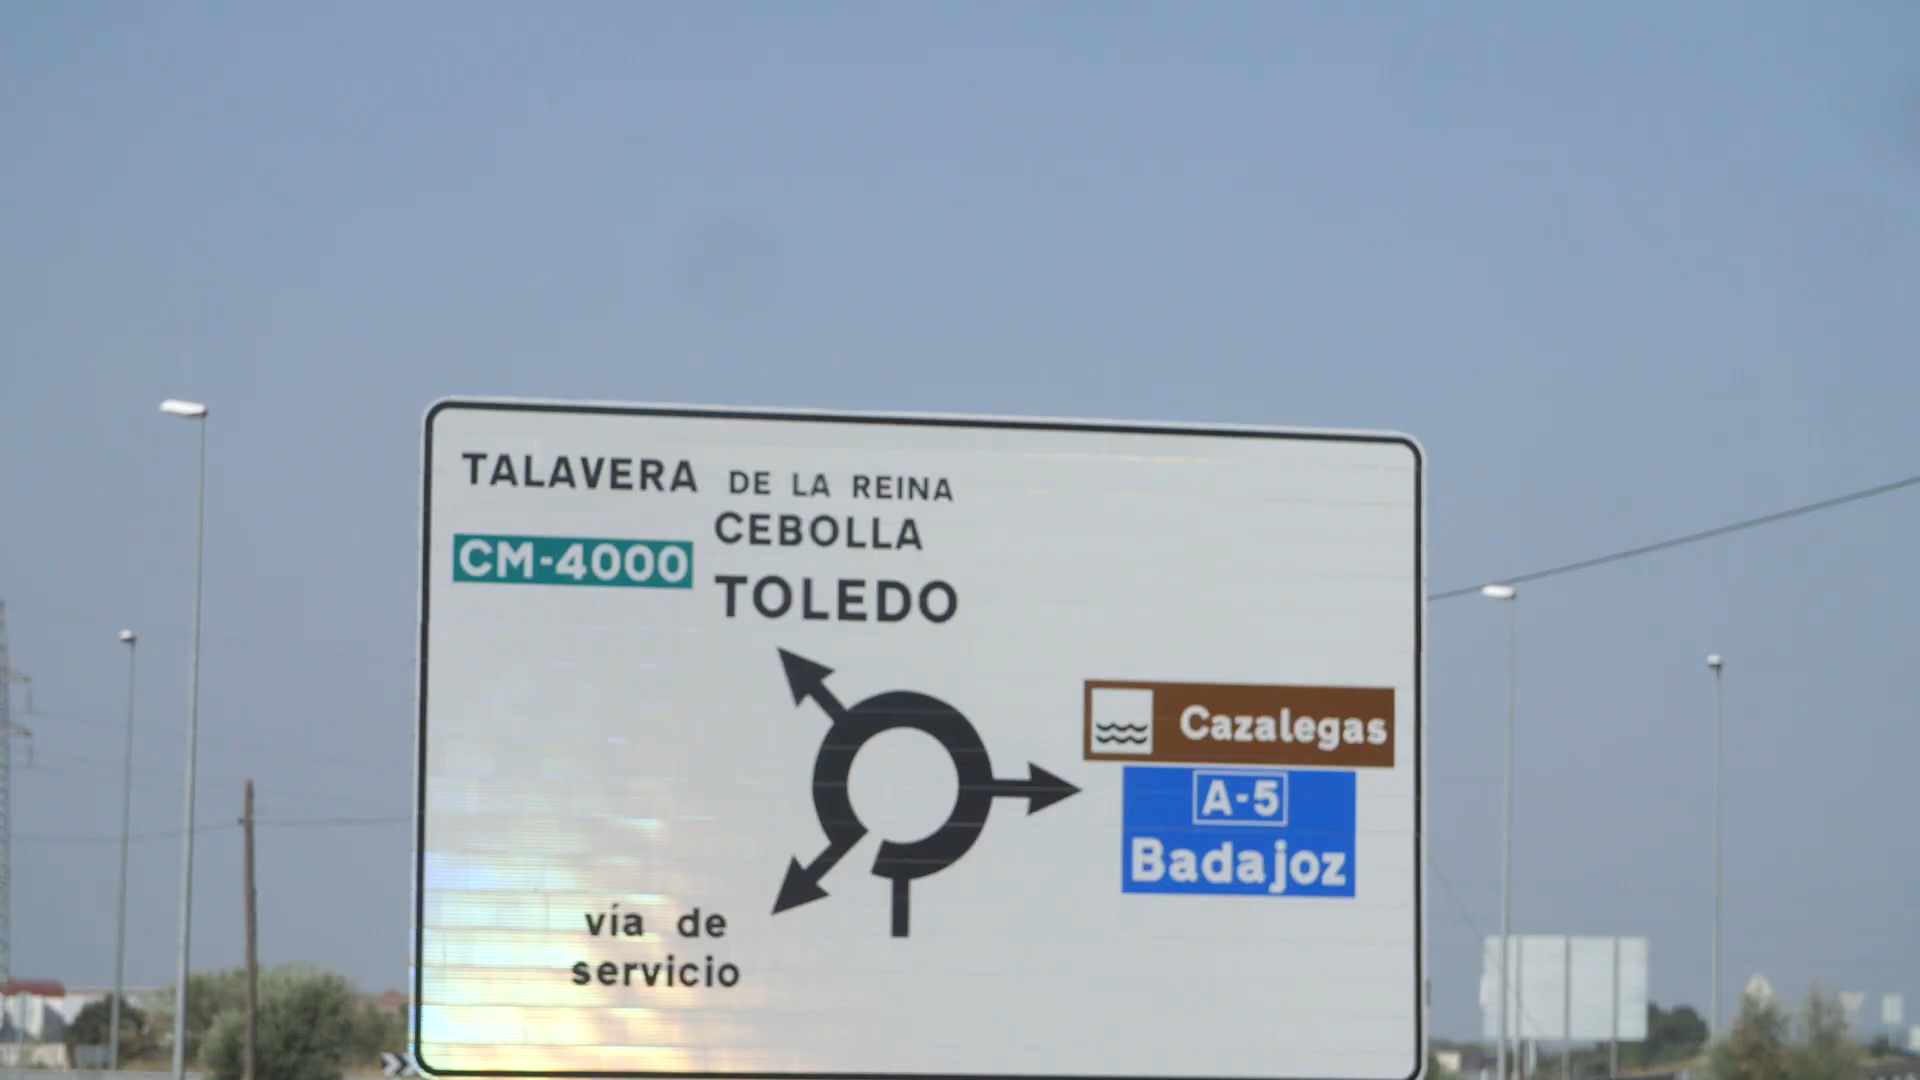 TALAVERA DE LA REINA
CM-4000 CEBOLLA
TOLEDO
Cazalegas
A-5
Badajoz
vía de
servicio